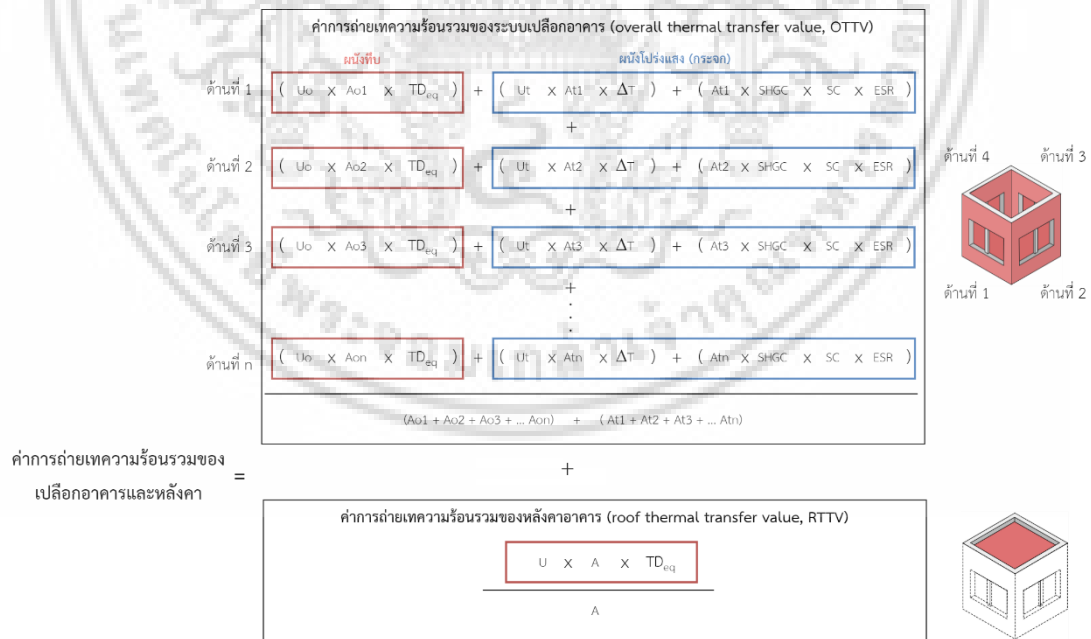 ค่าการถ่ายเทความร้อนรวมของระบบเปลือกอาคาร (overall thermal transfer value, OTTV)
ผนังทึบ ผนังโปร่งแสง (กระจก)
ด้านที่ 1 ( Uo x Ao1 x TDeq ) + ( Ut x At1 x ΔT ) + ( At1 x SHGC x SC x ESR )
+
ด้านที่ 2 ( Uo x Ao2 x TDeq ) + ( Ut x At2 x ΔT ) + ( At2 x SHGC x SC x ESR )
ด้านที่ 4 ด้านที่ 3
+
ด้านที่ 3 ( Uo x Ao3 x TDeq ) + ( Ut x At3 x ΔT ) + ( At3 x SHGC x SC x ESR )
ด้านที่ 1 ด้านที่ 2
+
.
.
.
ด้านที่ n ( Uo x Aon x TDeq ) + ( Ut x Atn x ΔT ) + ( Atn x SHGC x SC x ESR )
(Ao1 + Ao2 + Ao3 + ... Aon) + ( At1 + At2 + At3 + ... Atn)
ค่าการถ่ายเทความร้อนรวมของ
เปลือกอาคารและหลังคา =
+
ค่าการถ่ายเทความร้อนรวมของหลังคาอาคาร (roof thermal transfer value, RTTV)
U x A x TDeq
A